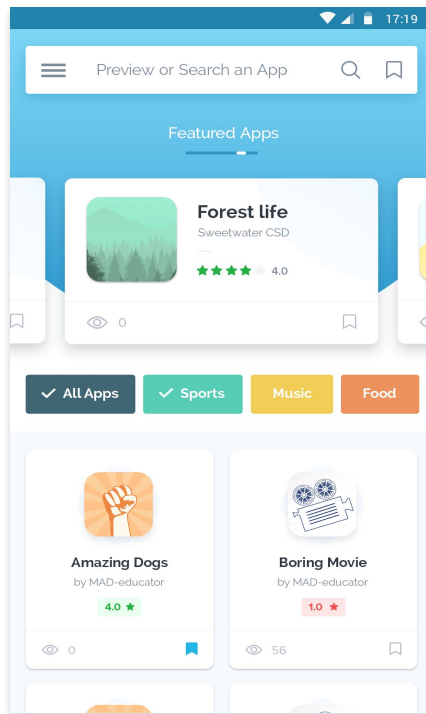 17:19
Preview or Search an App
Featured Apps
Forest life
Sweetwater CSD
4.0
0
All Apps Sports Music Food
Amazing Dogs Boring Movie
by MAD-educator by MAD-educator
4.0 1.0
0 56